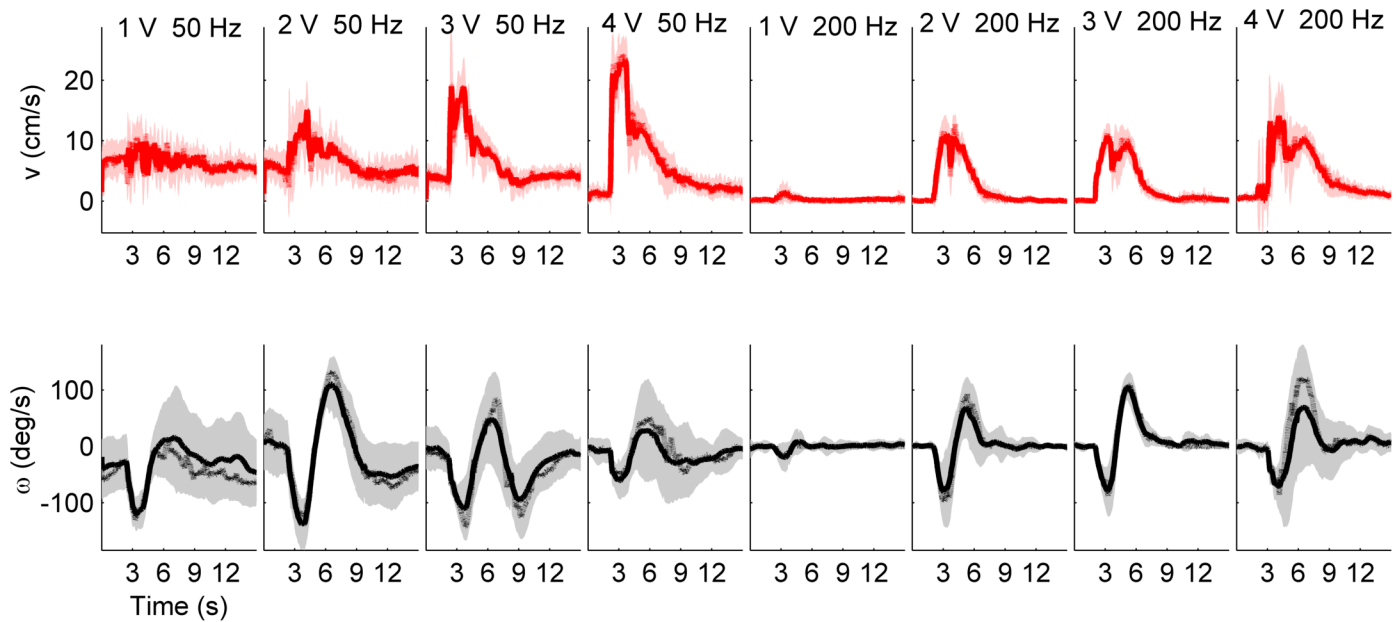 1 V 50 Hz 2 V 50 Hz 3 V 50 Hz 4 V 50 Hz 1 V 200 Hz 2 V 200 Hz 3 V 200 Hz 4 V 200 Hz
v (cm/s)
20
10
0
3 6 9 12 3 6 9 12 3 6 9 12 3 6 9 12 3 6 9 12 3 6 9 12 3 6 9 12 3 6 9 12
ω (deg/s)
100
0
-100
3 6 9 12 3 6 9 12 3 6 9 12 3 6 9 12 3 6 9 12 3 6 9 12 3 6 9 12 3 6 9 12
Time (s)